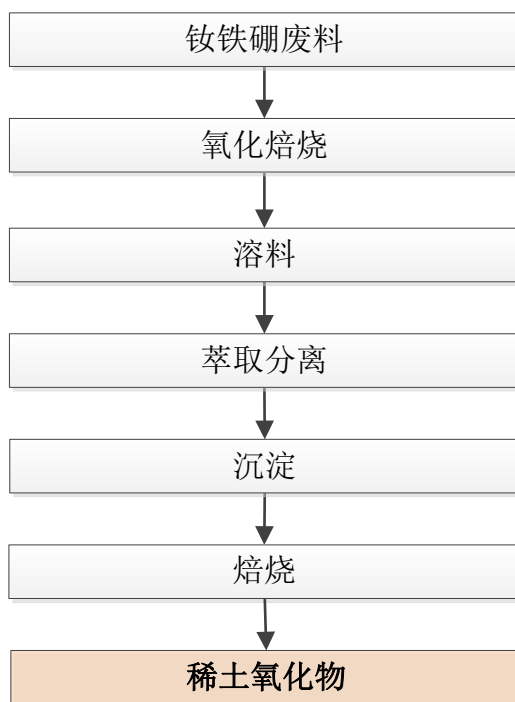 钕铁硼废料
氧化焙烧
溶料
萃取分离
沉淀
焙烧
稀土氧化物